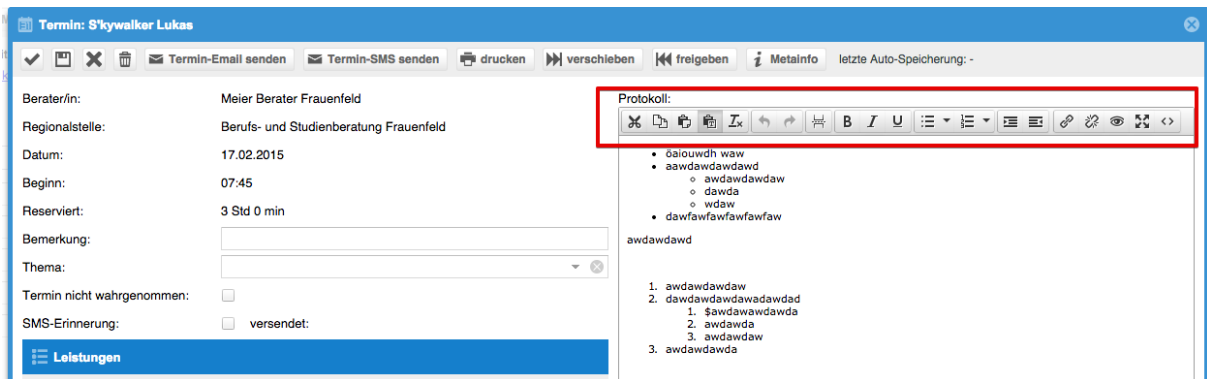 Termin: S'kywalker Lukas
Termin-Email senden Termin-SMS senden drucken verschieben freigeben Metainfo letzte Auto-Speicherung: -
Berater/in: Meier Berater Frauenfeld
Regionalstelle: Berufs- und Studienberatung Frauenfeld
Datum: 17.02.2015
Beginn: 07:45
Reserviert: 3 Std 0 min
Bemerkung:
Thema:
Termin nicht wahrgenommen:
SMS-Erinnerung: versendet:
Leistungen
Protokoll:
B I U
• öaiouwdh waw
• aawdawdawdawd
○ awdawdawdaw
○ dawda
○ wdaw
• dawfawfawfawfawfaw
awdawdawd
1. awdawdawdaw
2. dawdawdawdawadawdad
1. $awdawawdawda
2. awdawda
3. awdawdaw
3. awdawdawda